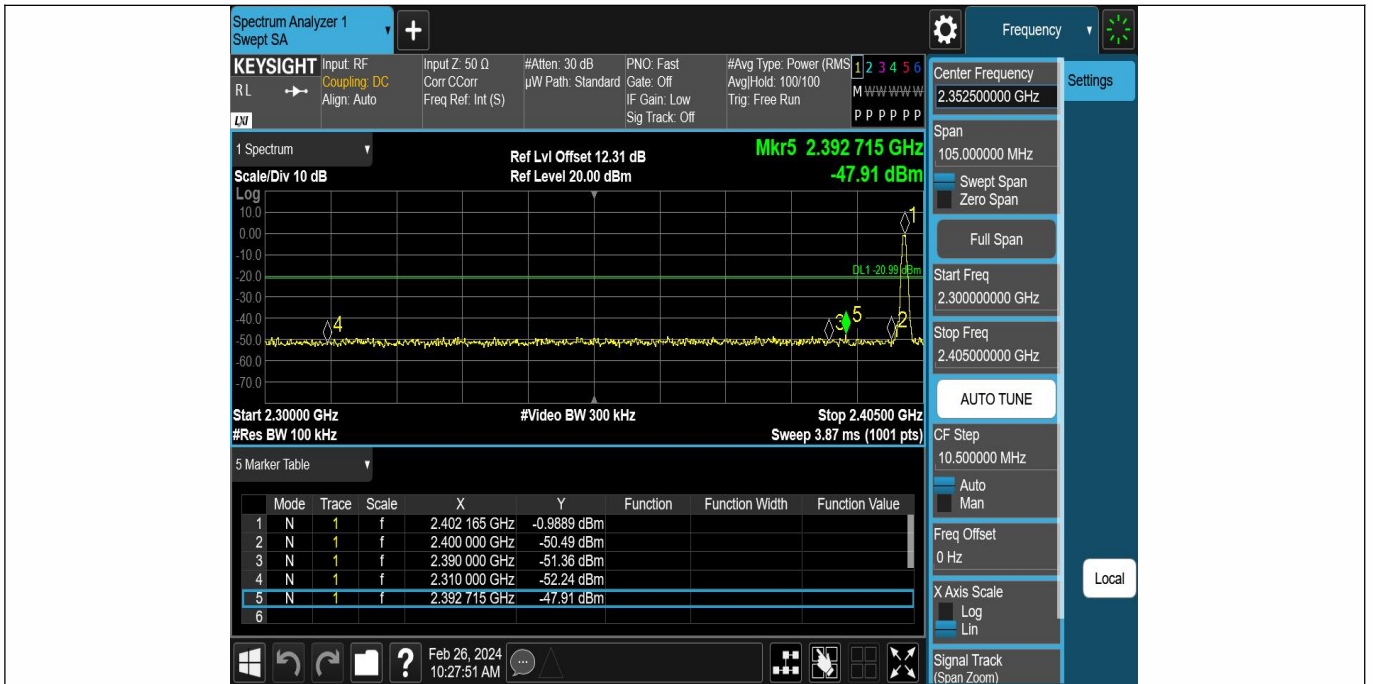 Spectrum Analyzer 1
Swept SA
+
Frequency
KEYSIGHT
RL
LXI
Input: RF
Coupling: DC
Align: Auto
Input Z: 50 Ω
Corr CCorr
Freq Ref: Int (S)
#Atten: 30 dB
µW Path: Standard
PNO: Fast
Gate: Off
IF Gain: Low
Sig Track: Off
#Avg Type: Power (RMS
Avg|Hold: 100/100
Trig: Free Run
1 2 3 4 5 6
M W W W W W
P P P P P P
1 Spectrum
Scale/Div 10 dB
Ref Lvl Offset 12.31 dB
Ref Level 20.00 dBm
Mkr5 2.392 715 GHz
-47.91 dBm
Log
10.0
0.00
-10.0
-20.0
-30.0
-40.0
-50.0
-60.0
-70.0
1
DL1 -20.99 dBm
4
3
5
2
Start 2.30000 GHz
#Res BW 100 kHz
#Video BW 300 kHz
Stop 2.40500 GHz
Sweep 3.87 ms (1001 pts)
5 Marker Table
Mode Trace Scale X Y Function Function Width Function Value
1 N 1 f 2.402 165 GHz -0.9889 dBm
2 N 1 f 2.400 000 GHz -50.49 dBm
3 N 1 f 2.390 000 GHz -51.36 dBm
4 N 1 f 2.310 000 GHz -52.24 dBm
5 N 1 f 2.392 715 GHz -47.91 dBm
6
?
Feb 26, 2024
10:27:51 AM
Center Frequency
2.352500000 GHz
Settings
Span
105.000000 MHz
Swept Span
Zero Span
Full Span
Start Freq
2.300000000 GHz
Stop Freq
2.405000000 GHz
AUTO TUNE
CF Step
10.500000 MHz
Auto
Man
Freq Offset
0 Hz
X Axis Scale
Log
Lin
Local
Signal Track
(Span Zoom)